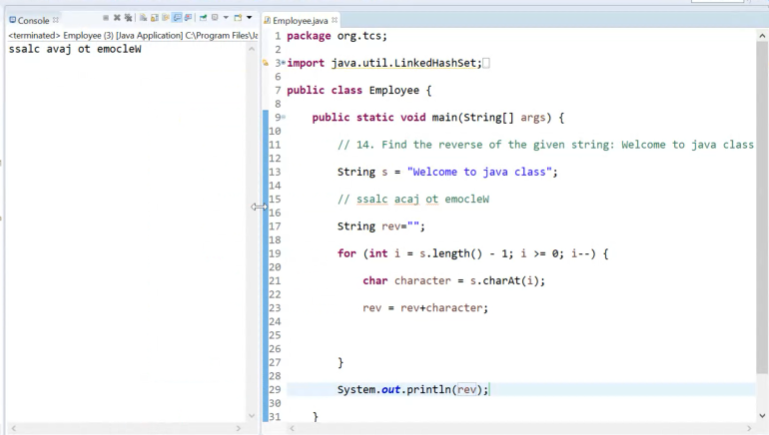 Console
<terminated> Employee (3) [Java Application] C:\Program Files\Ja
ssalc avaj ot emocleW
Employee.java
1 package org.tcs;
2
3 import java.util.LinkedHashSet;
6
7 public class Employee {
8
9 public static void main(String[] args) {
10
11 // 14. Find the reverse of the given string: Welcome to java class
12
13 String s = "Welcome to java class";
14
15 // ssalc acaj ot emocleW
16
17 String rev="";
18
19 for (int i = s.length() - 1; i >= 0; i--) {
20
21 char character = s.charAt(i);
22
23 rev = rev+character;
24
25
26
27 }
28
29 System.out.println(rev);
30
31 }